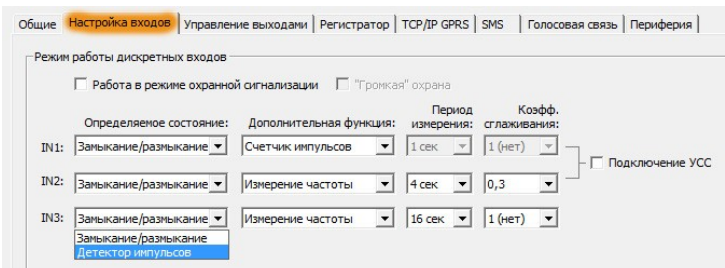 Общие Настройка входов Управление выходами Регистратор TCP/IP GPRS SMS Голосовая связь Периферия
Режим работы дискретных входов
Работа в режиме охранной сигнализации "Громкая" охрана
Определяемое состояние: Дополнительная функция: Период измерения: Коэфф. сглаживания:
IN1: Замыкание/размыкание Счетчик импульсов 1 сек 1 (нет)
Подключение УСС
IN2: Замыкание/размыкание Измерение частоты 4 сек 0,3
IN3: Замыкание/размыкание Измерение частоты 16 сек 1 (нет)
Замыкание/размыкание
Детектор импульсов